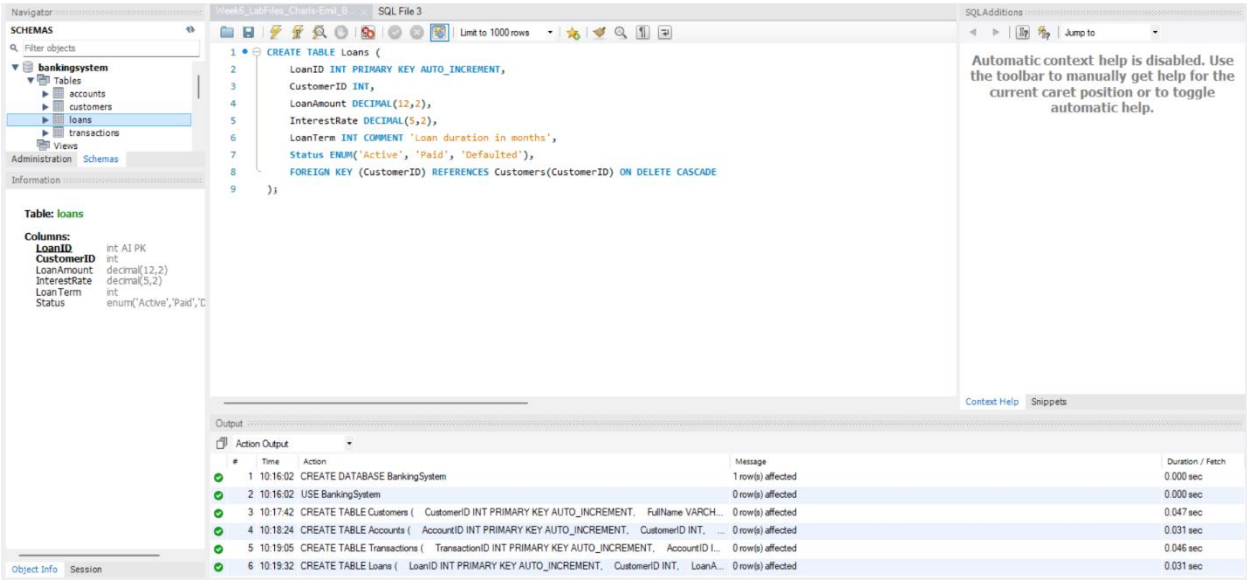 Navigator
SCHEMAS
Filter objects
bankingsystem
Tables
accounts
customers
loans
transactions
Views
Administration Schemas
Information
Table: loans
Columns:
LoanID int AI PK
CustomerID int
LoanAmount decimal(12,2)
InterestRate decimal(5,2)
LoanTerm int
Status enum('Active','Paid','D
Object Info Session
Week6_LabFiles_Charts-Emil_B... SQL File 3
Limit to 1000 rows
1 CREATE TABLE Loans (
2 LoanID INT PRIMARY KEY AUTO_INCREMENT,
3 CustomerID INT,
4 LoanAmount DECIMAL(12,2),
5 InterestRate DECIMAL(5,2),
6 LoanTerm INT COMMENT 'Loan duration in months',
7 Status ENUM('Active', 'Paid', 'Defaulted'),
8 FOREIGN KEY (CustomerID) REFERENCES Customers(CustomerID) ON DELETE CASCADE
9 );
SQLAdditions
Jump to
Automatic context help is disabled. Use
the toolbar to manually get help for the
current caret position or to toggle
automatic help.
Context Help Snippets
Output
Action Output
# Time Action Message Duration / Fetch
1 10:16:02 CREATE DATABASE BankingSystem 1 row(s) affected 0.000 sec
2 10:16:02 USE BankingSystem 0 row(s) affected 0.000 sec
3 10:17:42 CREATE TABLE Customers ( CustomerID INT PRIMARY KEY AUTO_INCREMENT, FullName VARCH... 0 row(s) affected 0.047 sec
4 10:18:24 CREATE TABLE Accounts ( AccountID INT PRIMARY KEY AUTO_INCREMENT, CustomerID INT, ... 0 row(s) affected 0.031 sec
5 10:19:05 CREATE TABLE Transactions ( TransactionID INT PRIMARY KEY AUTO_INCREMENT, AccountID I... 0 row(s) affected 0.046 sec
6 10:19:32 CREATE TABLE Loans ( LoanID INT PRIMARY KEY AUTO_INCREMENT, CustomerID INT, LoanA... 0 row(s) affected 0.031 sec